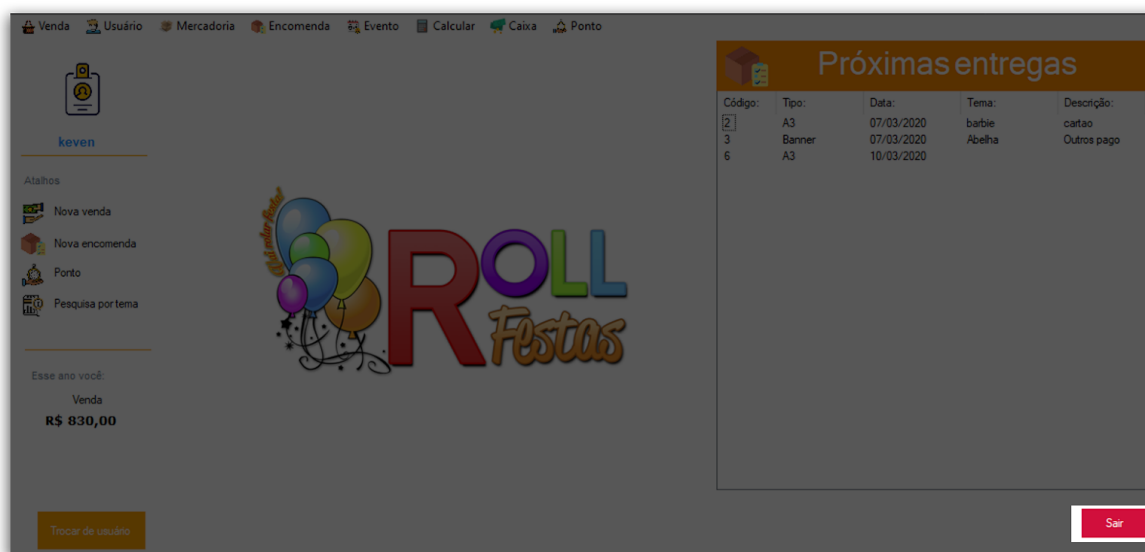 Venda Usuário Mercadoria Encomenda Evento Calcular Caixa Ponto
keven
Atalhos
Nova venda
Nova encomenda
Ponto
Pesquisa por tema
Esse ano você:
Venda
R$ 830,00
Trocar de usuário
Aqui rolar festa!
ROLL
Festas
Próximas entregas
Código: Tipo: Data: Tema: Descrição:
2 A3 07/03/2020 barbie cartao
3 Banner 07/03/2020 Abelha Outros pago
6 A3 10/03/2020
Sair